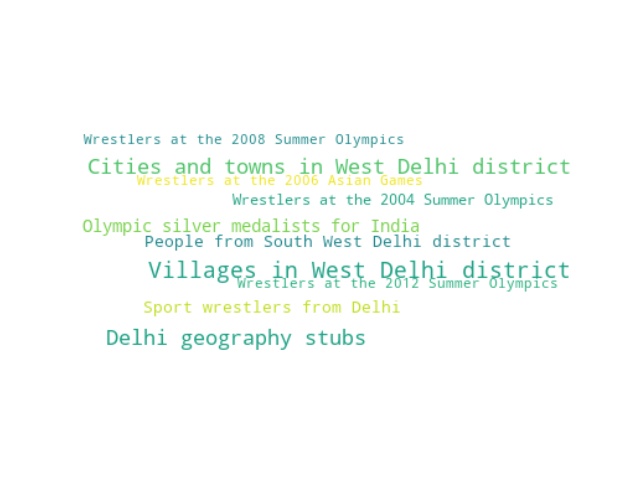 Wrestlers at the 2008 Summer Olympics
Cities and towns in West Delhi district
Wrestlers at the 2006 Asian Games
Wrestlers at the 2004 Summer Olympics
Olympic silver medalists for India
People from South West Delhi district
Villages in West Delhi district
Wrestlers at the 2012 Summer Olympics
Sport wrestlers from Delhi
Delhi geography stubs